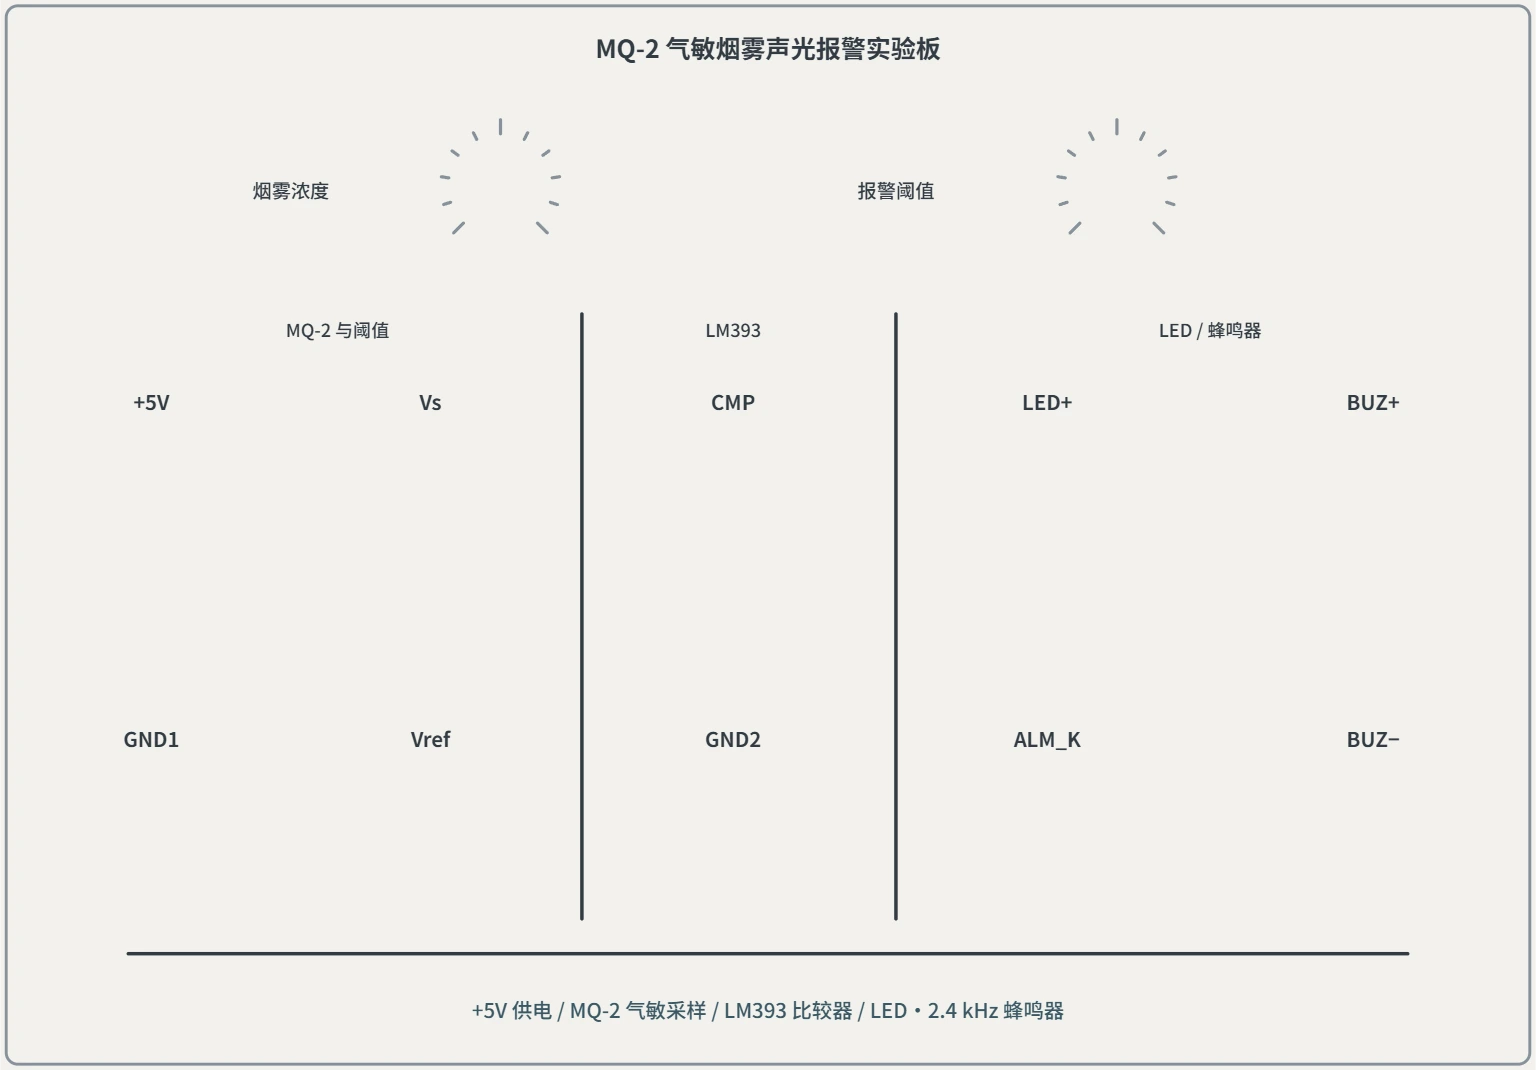 MQ-2 气敏烟雾声光报警实验板
烟雾浓度
报警阈值
MQ-2 与阈值
LM393
LED / 蜂鸣器
+5V
Vs
CMP
LED+
BUZ+
GND1
Vref
GND2
ALM_K
BUZ−
+5V 供电 / MQ-2 气敏采样 / LM393 比较器 / LED · 2.4 kHz 蜂鸣器